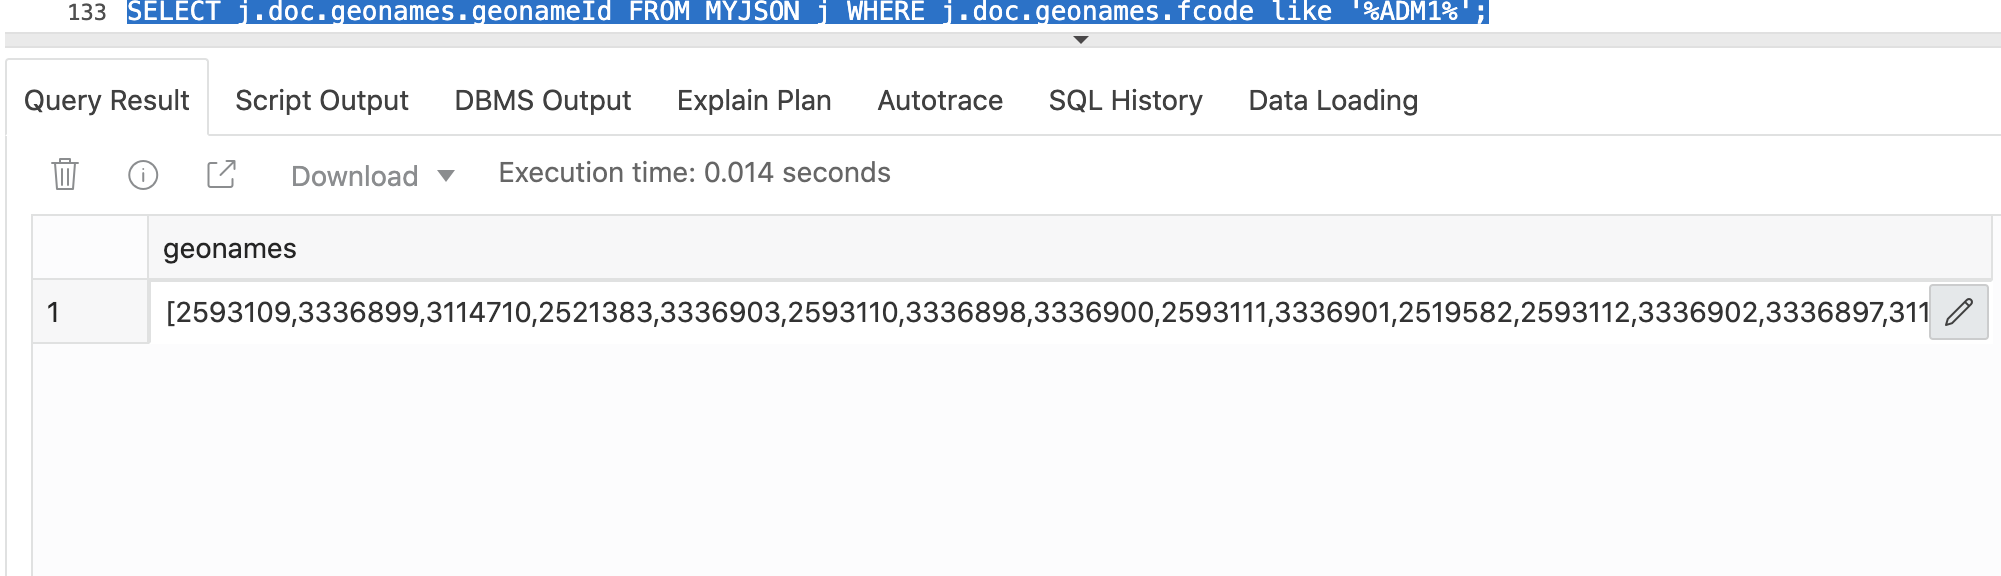 133 SELECT j.doc.geonames.geonameId FROM MYJSON j WHERE j.doc.geonames.fcode like '%ADM1%';
Query Result Script Output DBMS Output Explain Plan Autotrace SQL History Data Loading
Download Execution time: 0.014 seconds
geonames
1 [2593109,3336899,3114710,2521383,3336903,2593110,3336898,3336900,2593111,3336901,2519582,2593112,3336902,3336897,311